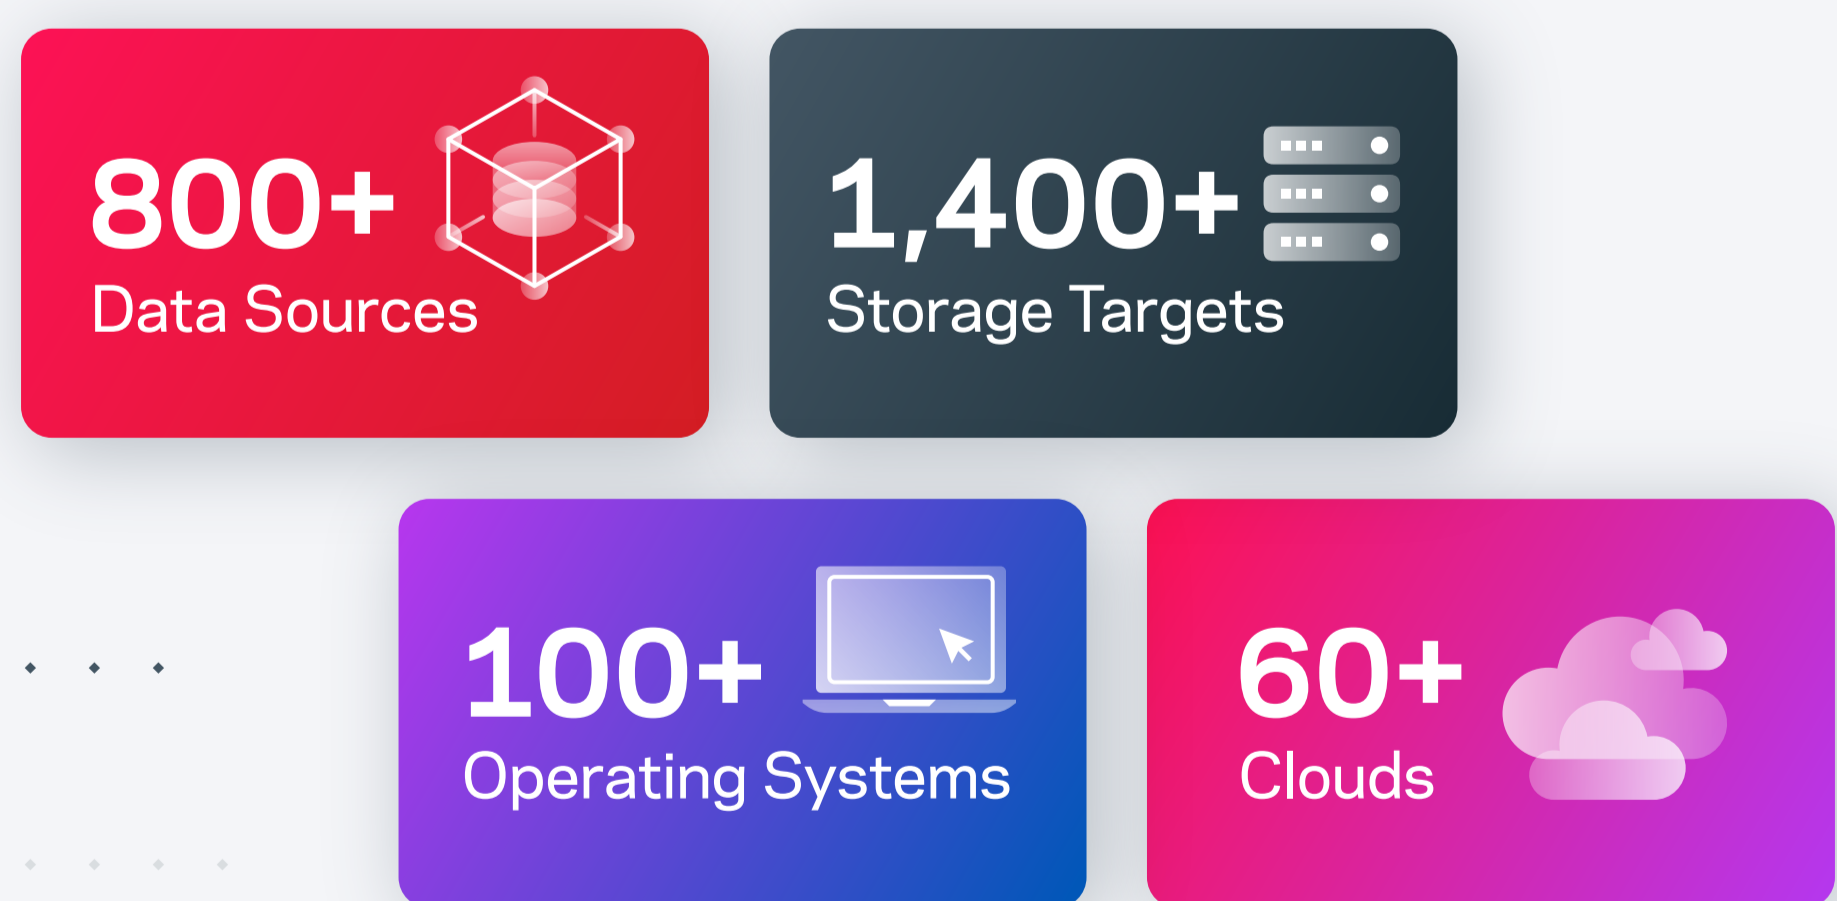 800+
Data Sources
1,400+
Storage Targets
100+
Operating Systems
60+
Clouds